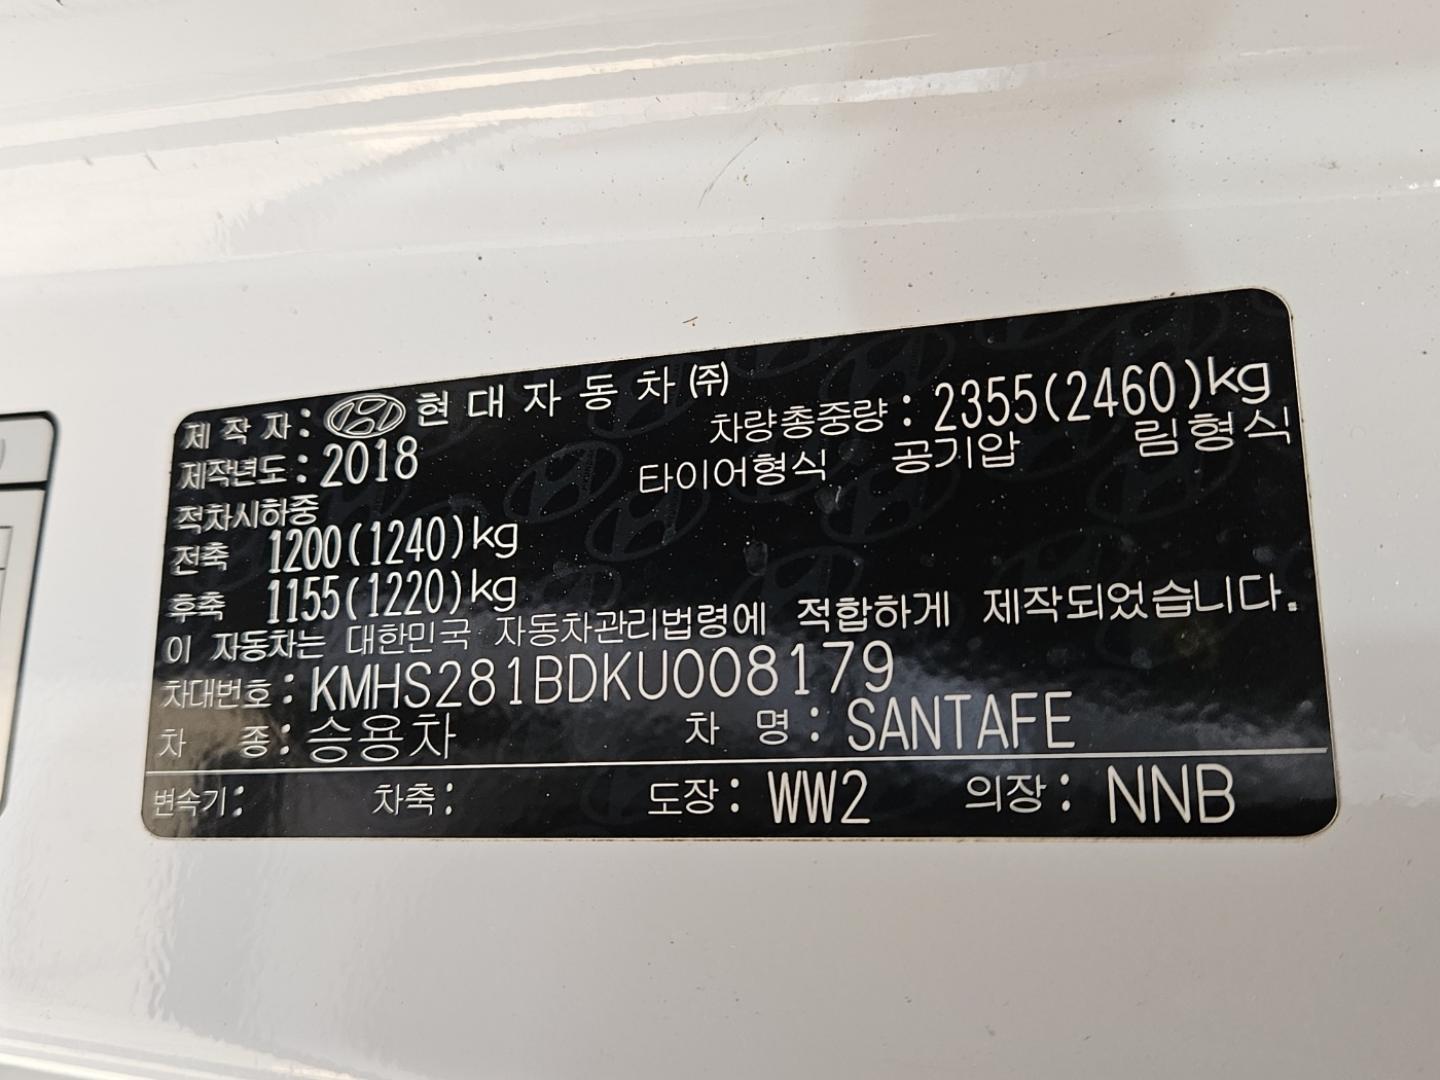 제 작 자 : 현 대 자 동 차 (주)
차량총중량 : 2355(2460)kg
제작년도 : 2018
타이어형식 공기압 림형식
적차시하중
전축 1200(1240)kg
후축 1155(1220)kg
이 자동차는 대한민국 자동차관리법령에 적합하게 제작되었습니다.
차대번호 : KMHS281BDKU008179
차 종 : 승용차 차 명 : SANTAFE
변속기 : 차축 : 도장 : WW2 의장 : NNB